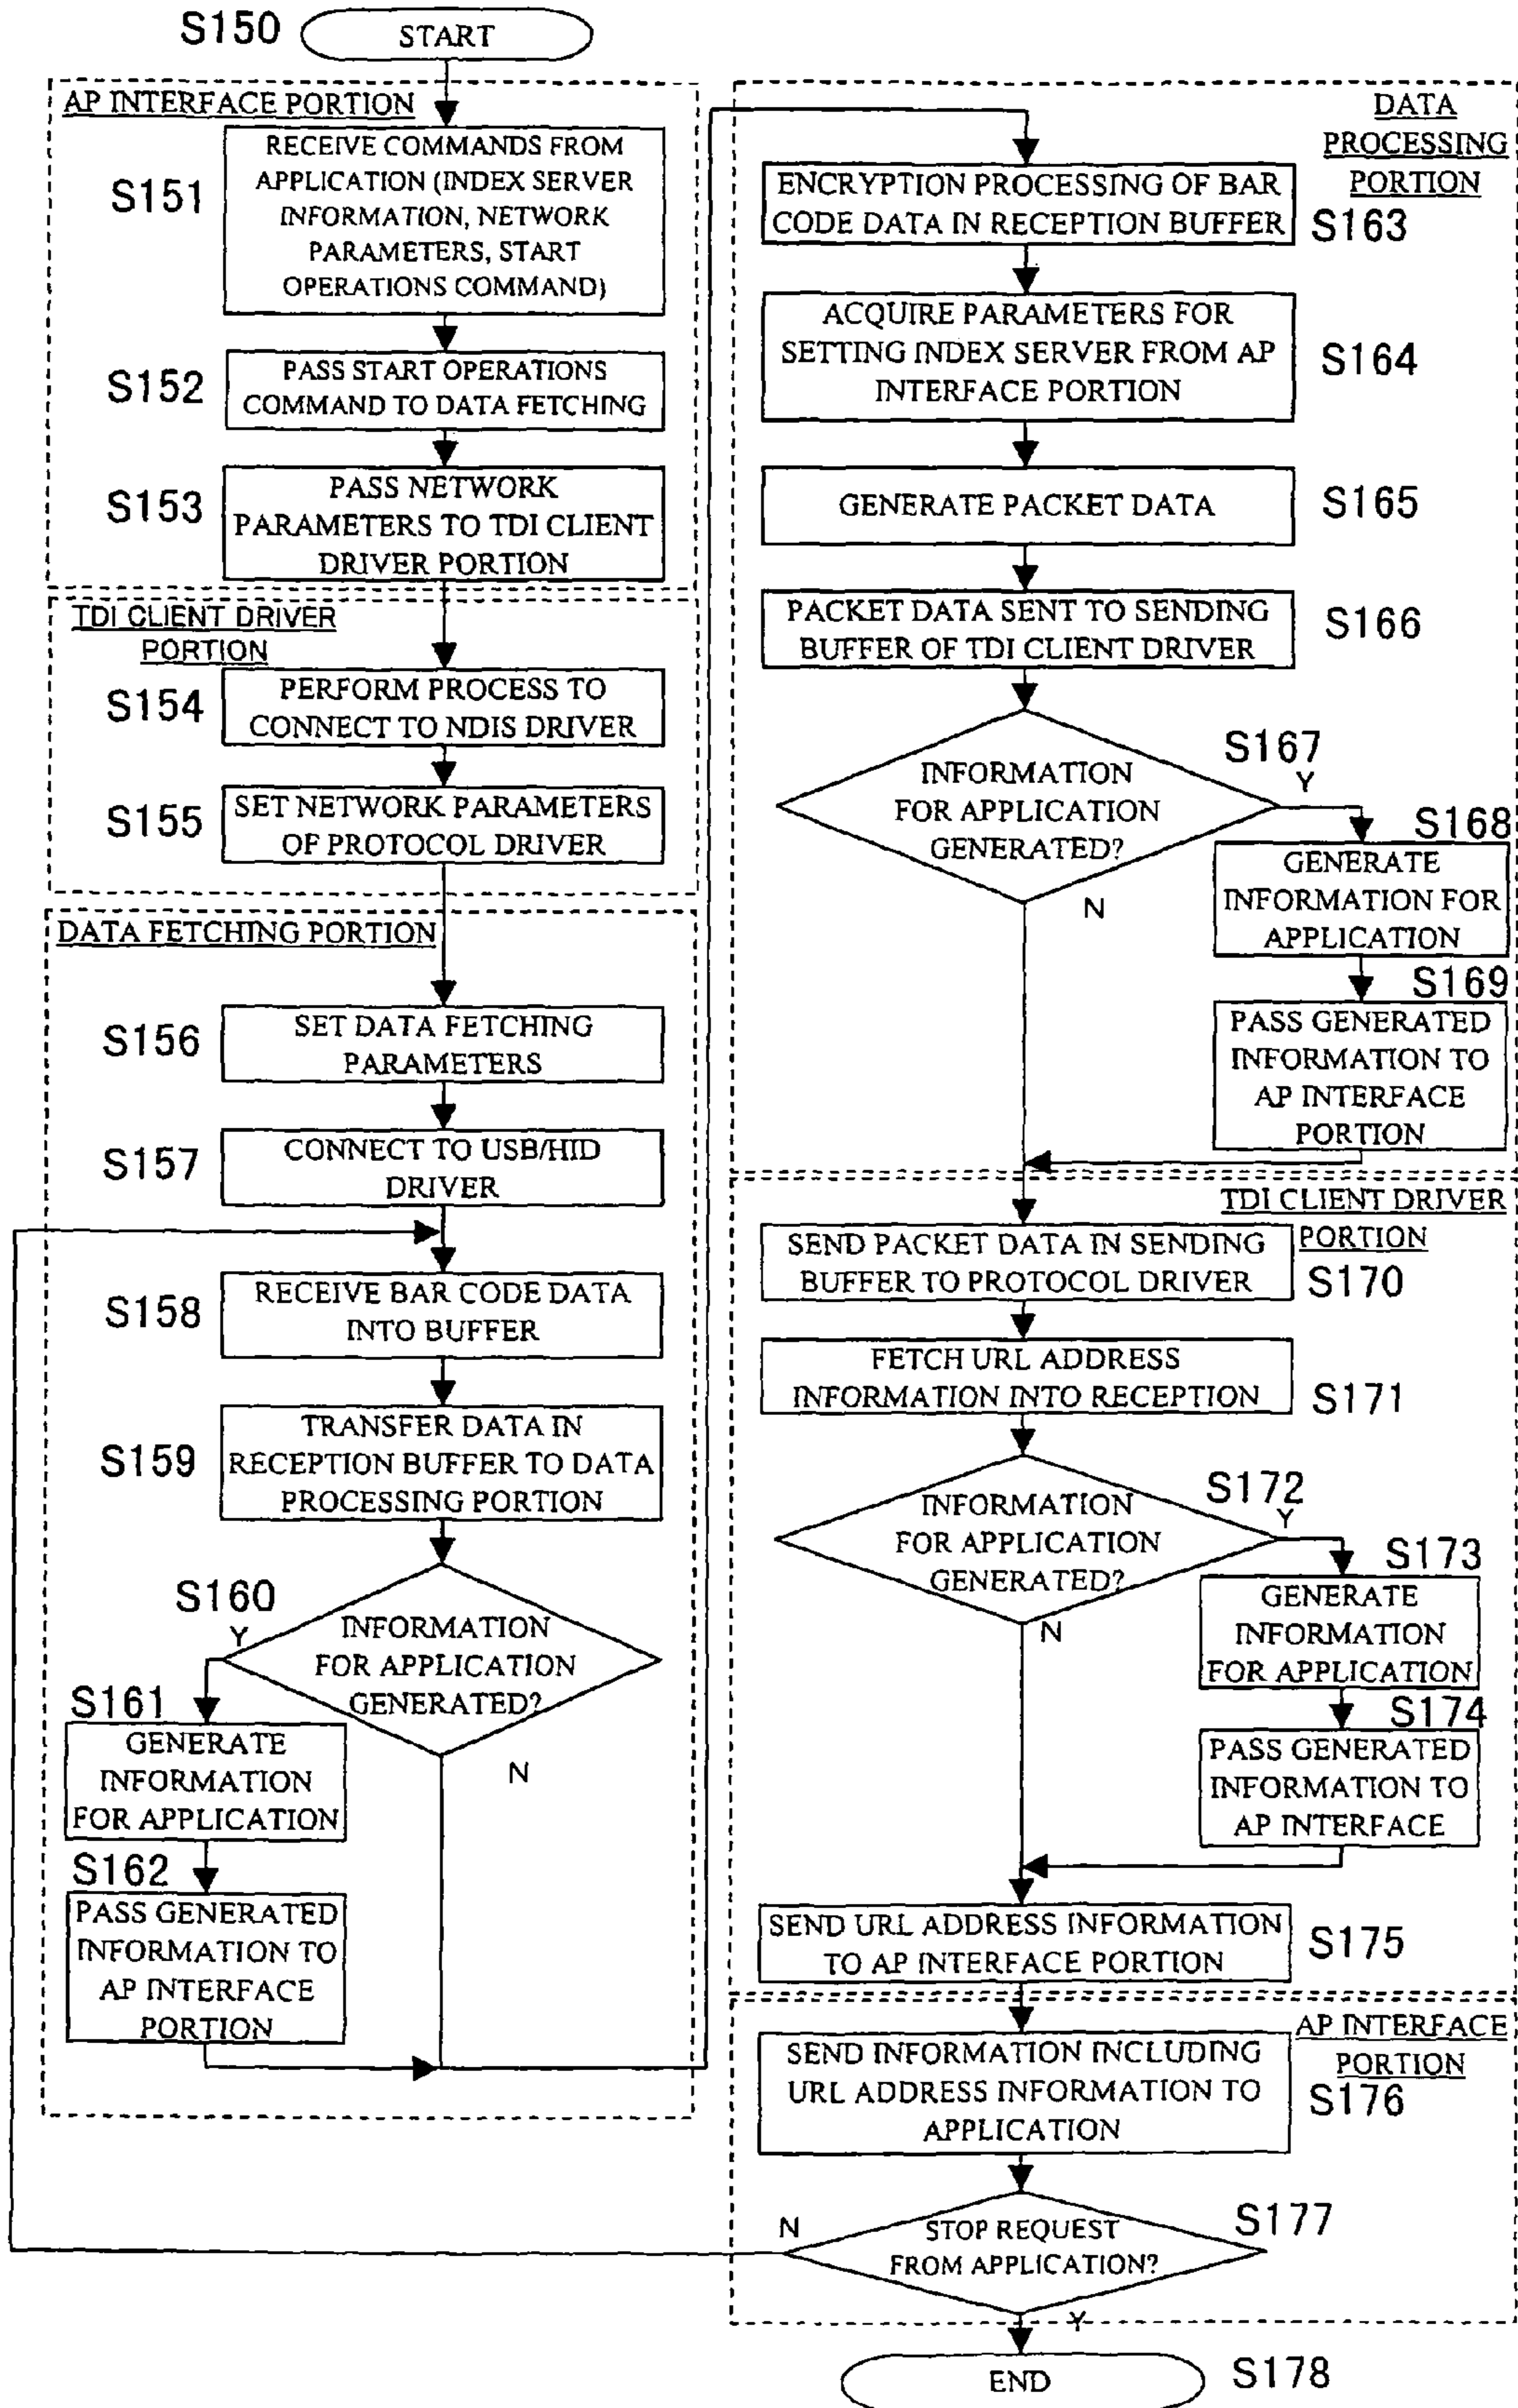 S150
START
AP INTERFACE PORTION
S151
RECEIVE COMMANDS FROM
APPLICATION (INDEX SERVER
INFORMATION, NETWORK
PARAMETERS, START
OPERATIONS COMMAND)
S152
PASS START OPERATIONS
COMMAND TO DATA FETCHING
S153
PASS NETWORK
PARAMETERS TO TDI CLIENT
DRIVER PORTION
TDI CLIENT DRIVER
PORTION
S154
PERFORM PROCESS TO
CONNECT TO NDIS DRIVER
S155
SET NETWORK PARAMETERS
OF PROTOCOL DRIVER
DATA FETCHING PORTION
S156
SET DATA FETCHING
PARAMETERS
S157
CONNECT TO USB/HID
DRIVER
S158
RECEIVE BAR CODE DATA
INTO BUFFER
S159
TRANSFER DATA IN
RECEPTION BUFFER TO DATA
PROCESSING PORTION
S160
Y
INFORMATION
FOR APPLICATION
GENERATED?
N
S161
GENERATE
INFORMATION
FOR APPLICATION
S162
PASS GENERATED
INFORMATION TO
AP INTERFACE
PORTION
DATA
PROCESSING
PORTION
ENCRYPTION PROCESSING OF BAR
CODE DATA IN RECEPTION BUFFER
S163
ACQUIRE PARAMETERS FOR
SETTING INDEX SERVER FROM AP
INTERFACE PORTION
S164
GENERATE PACKET DATA
S165
PACKET DATA SENT TO SENDING
BUFFER OF TDI CLIENT DRIVER
S166
INFORMATION
FOR APPLICATION
GENERATED?
S167
Y
N
S168
GENERATE
INFORMATION FOR
APPLICATION
S169
PASS GENERATED
INFORMATION TO
AP INTERFACE
PORTION
TDI CLIENT DRIVER
PORTION
SEND PACKET DATA IN SENDING
BUFFER TO PROTOCOL DRIVER
S170
FETCH URL ADDRESS
INFORMATION INTO RECEPTION
S171
INFORMATION
FOR APPLICATION
GENERATED?
S172
Y
N
S173
GENERATE
INFORMATION
FOR APPLICATION
S174
PASS GENERATED
INFORMATION TO
AP INTERFACE
SEND URL ADDRESS INFORMATION
TO AP INTERFACE PORTION
S175
AP INTERFACE
PORTION
SEND INFORMATION INCLUDING
URL ADDRESS INFORMATION TO
APPLICATION
S176
N
STOP REQUEST
FROM APPLICATION?
S177
Y
END
S178